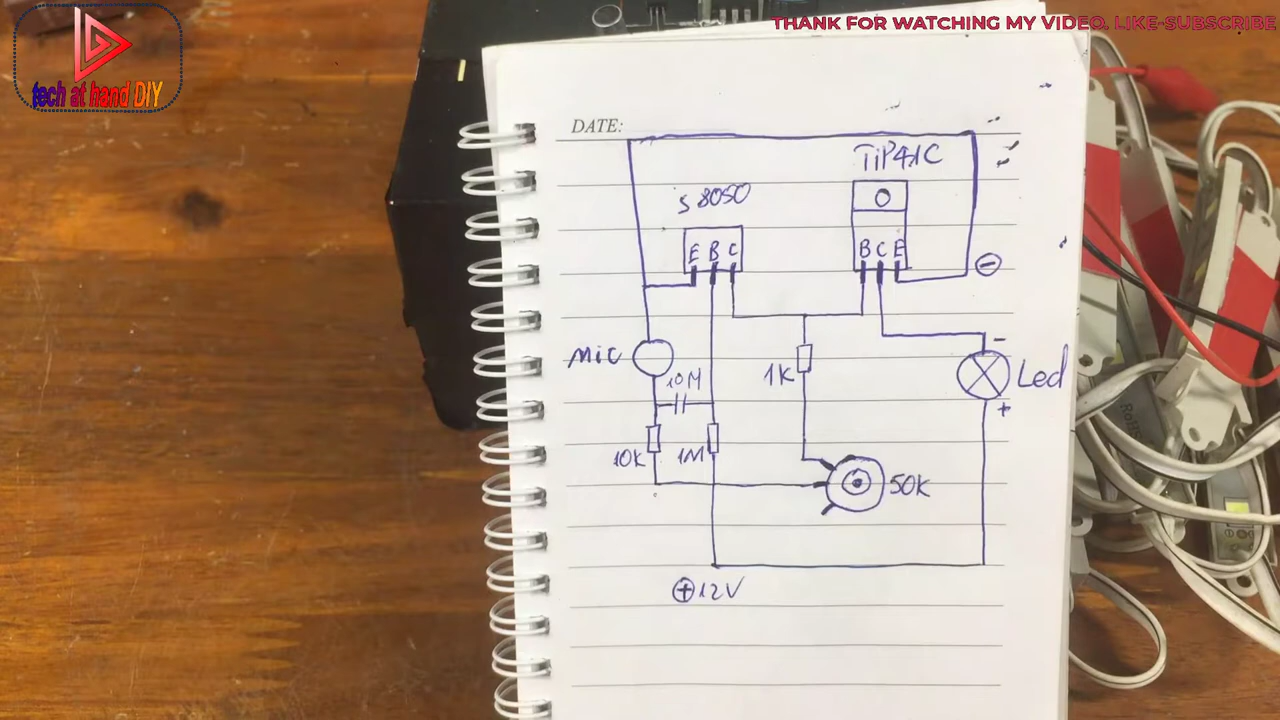 THANK FOR WATCHING MY VIDEO. LIKE-SUBSCRIBE
tech at hand DIY
DATE:
TiP41C
s 8050
E B C
B C E
⊖
Mic
10M
1K
-
Led
+
10K
1M
50K
⊕12V